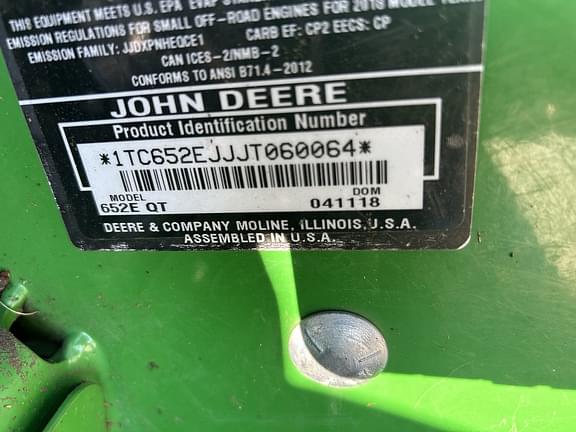 THIS EQUIPMENT MEETS U.S. EPA EVAP
EMISSION REGULATIONS FOR SMALL OFF-ROAD ENGINES FOR 2018 MODEL
EMISSION FAMILY: JJDXPNHEQCE1 CARB EF: CP2 EECS: CP
CAN ICES-2/NMB-2
CONFORMS TO ANSI B71.4-2012
JOHN DEERE
Product Identification Number
*1TC652EJJJT060064*
MODEL DOM
652E QT 041118
DEERE & COMPANY MOLINE, ILLINOIS, U.S.A.
ASSEMBLED IN U.S.A.